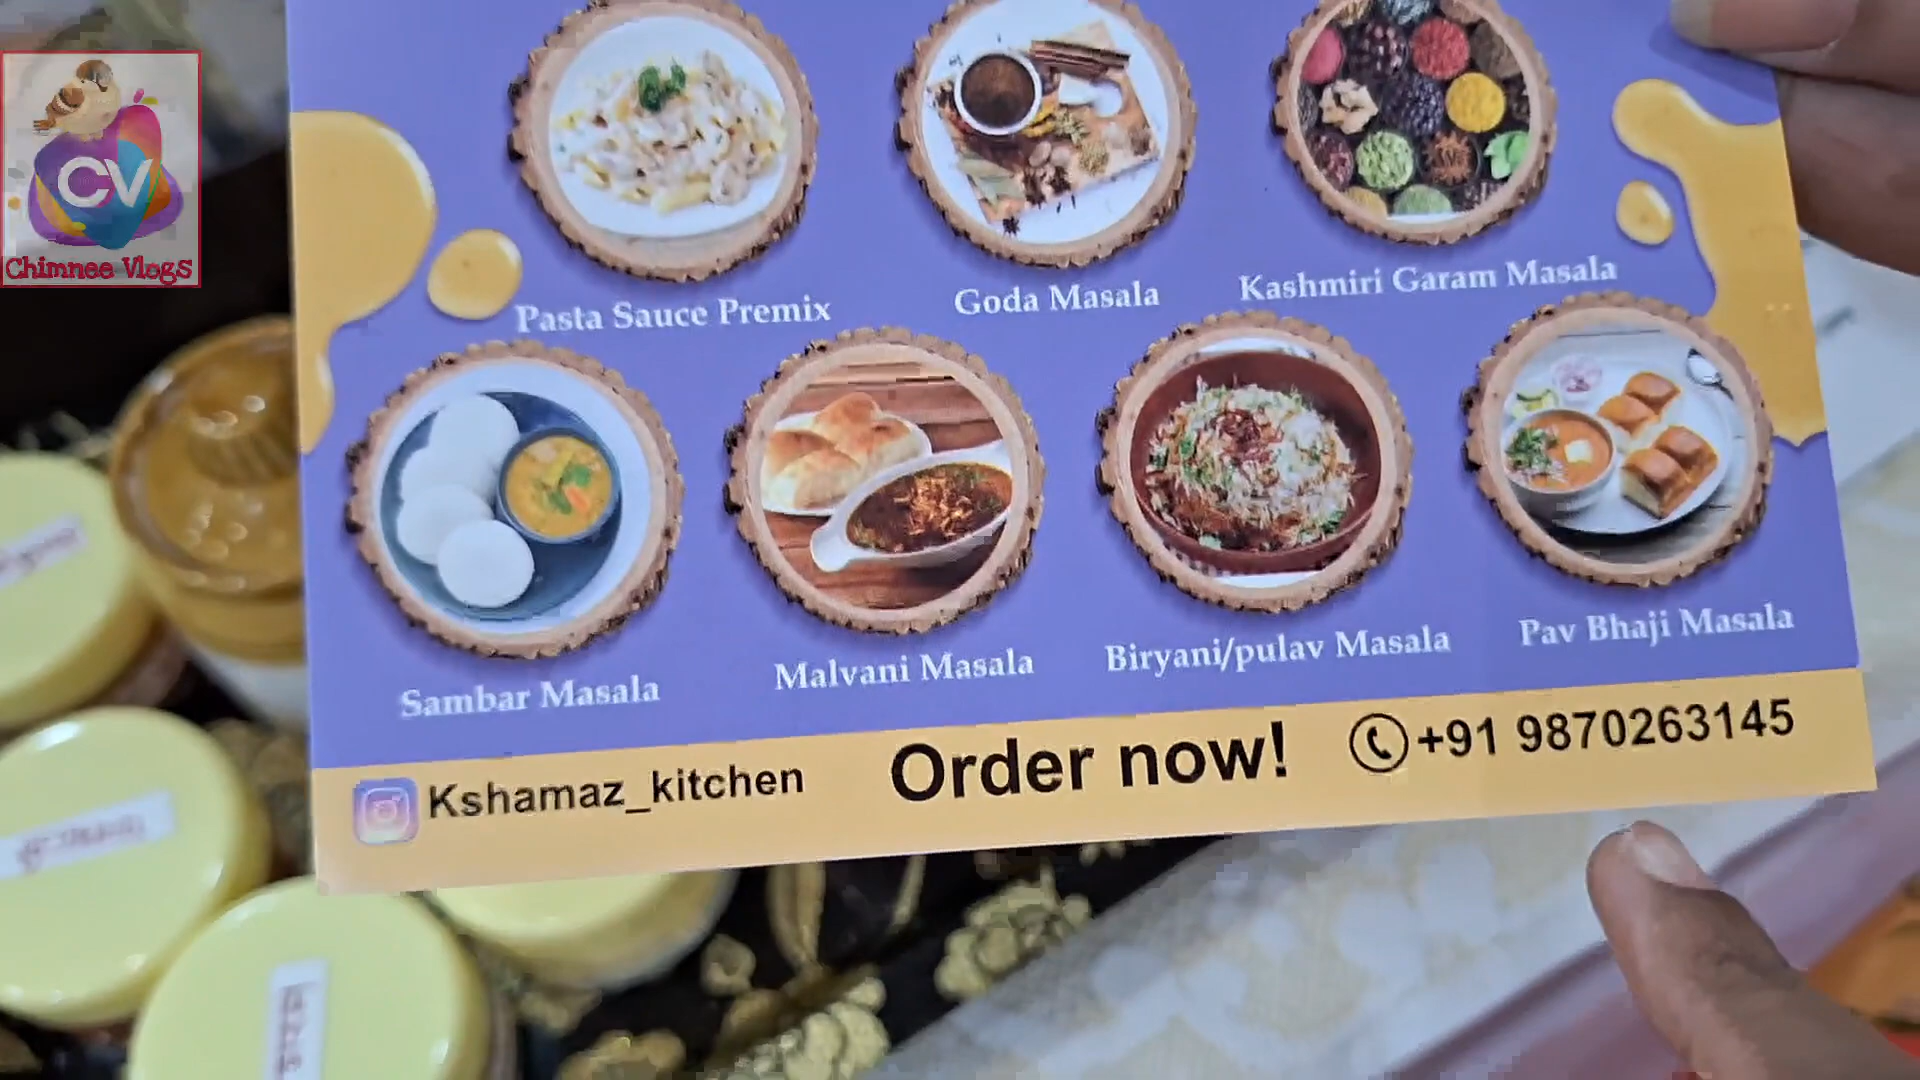 CV
Chimnee Vlogs
Pasta Sauce Premix
Goda Masala
Kashmiri Garam Masala
Sambar Masala
Malvani Masala
Biryani/pulav Masala
Pav Bhaji Masala
Kshamaz_kitchen
Order now!
+91 9870263145